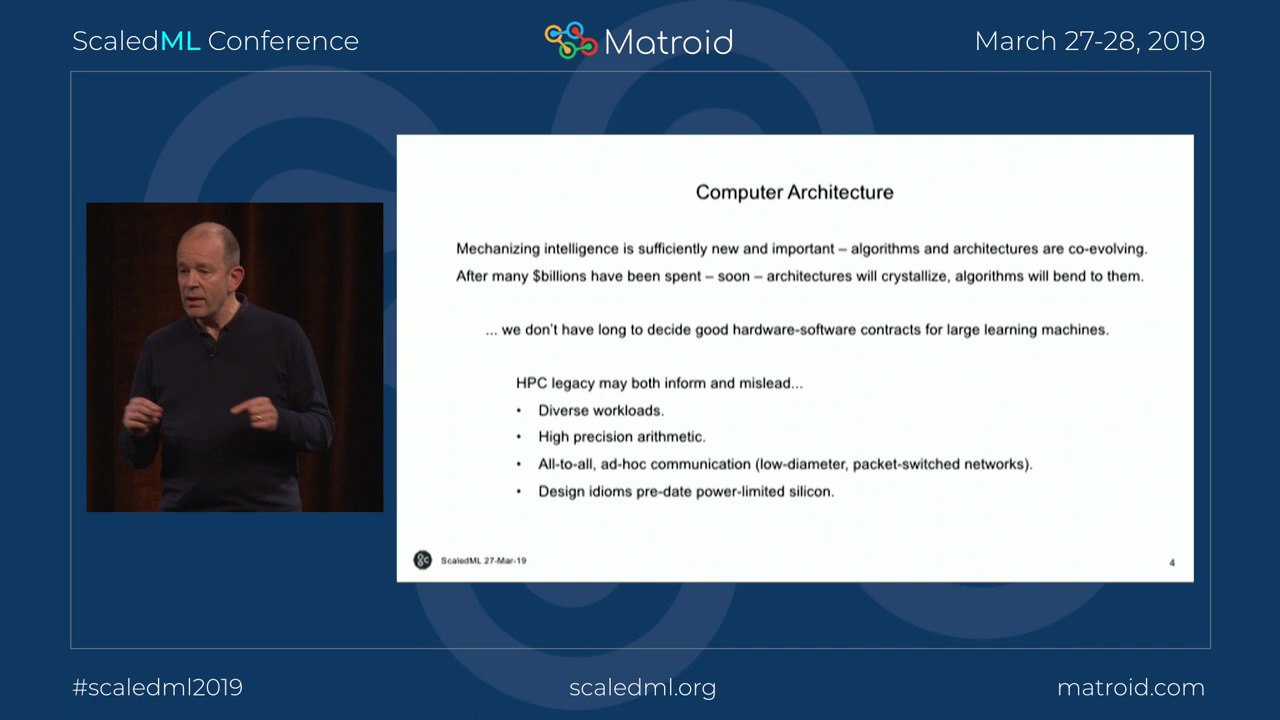 ScaledML Conference
Matroid
March 27-28, 2019
Computer Architecture
Mechanizing intelligence is sufficiently new and important – algorithms and architectures are co-evolving.
After many $billions have been spent – soon – architectures will crystallize, algorithms will bend to them.
... we don't have long to decide good hardware-software contracts for large learning machines.
HPC legacy may both inform and mislead...
• Diverse workloads.
• High precision arithmetic.
• All-to-all, ad-hoc communication (low-diameter, packet-switched networks).
• Design idioms pre-date power-limited silicon.
ScaledML 27-Mar-19
4
#scaledml2019
scaledml.org
matroid.com